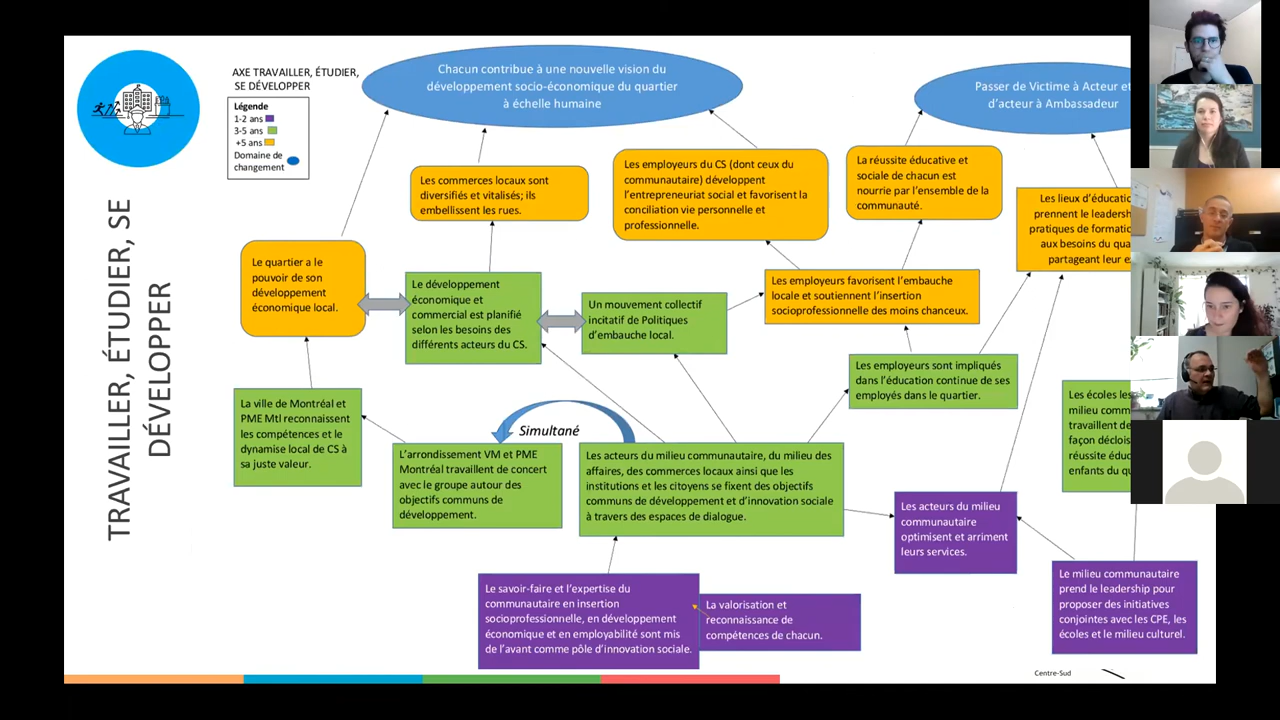 TRAVAILLER, ÉTUDIER, SE
DÉVELOPPER
AXE TRAVAILLER, ÉTUDIER,
SE DÉVELOPPER
Légende
1-2 ans
3-5 ans
+5 ans
Domaine de
changement
Chacun contribue à une nouvelle vision du
développement socio-économique du quartier
à échelle humaine
Passer de Victime à Acteur et
d'acteur à Ambassadeur
Les commerces locaux sont
diversifiés et vitalisés; ils
embellissent les rues.
Les employeurs du CS (dont ceux du
communautaire) développent
l'entrepreneuriat social et favorisent la
conciliation vie personnelle et
professionnelle.
La réussite éducative et
sociale de chacun est
nourrie par l'ensemble de la
communauté.
Les lieux
prennent le
pratiques de
aux besoins du
partageant leur
Le quartier a le
pouvoir de son
développement
économique local.
Le développement
économique et
commercial est planifié
selon les besoins des
différents acteurs du CS.
Un mouvement collectif
incitatif de Politiques
d'embauche local.
Les employeurs favorisent l'embauche
locale et soutiennent l'insertion
socioprofessionnelle des moins chanceux.
Les employeurs sont impliqués
dans l'éducation continue de ses
employés dans le quartier.
La ville de Montréal et
PME Mtl reconnaissent
les compétences et le
dynamise local de CS à
sa juste valeur.
Simultané
L'arrondissement VM et PME
Montréal travaillent de concert
avec le groupe autour des
objectifs communs de
développement.
Les acteurs du milieu communautaire, du milieu des
affaires, des commerces locaux ainsi que les
institutions et les citoyens se fixent des objectifs
communs de développement et d'innovation sociale
à travers des espaces de dialogue.
Les écoles
milieu
travaillent
façon
réussite
enfants du
Les acteurs du milieu
communautaire
optimisent et arriment
leurs services.
Le savoir-faire et l'expertise du
communautaire en insertion
socioprofessionnelle, en développement
économique et en employabilité sont mis
de l'avant comme pôle d'innovation sociale.
La valorisation et
reconnaissance de
compétences de chacun.
Le milieu communautaire
prend le leadership pour
proposer des initiatives
conjointes avec les CPE, les
écoles et le milieu culturel.
Centre-Sud